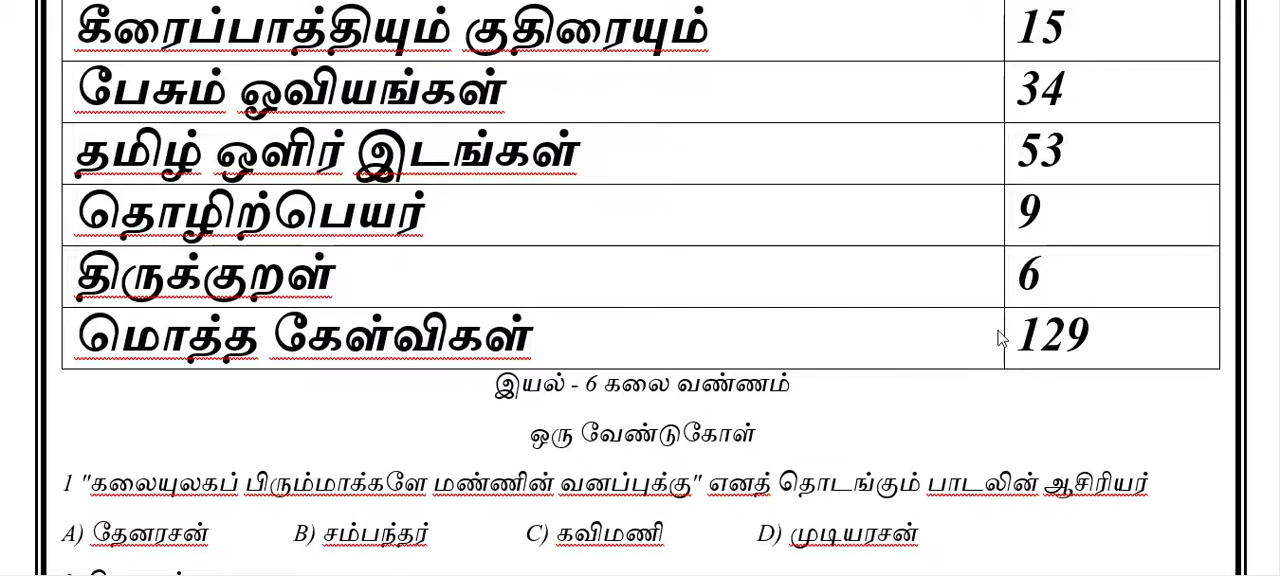 கீரைப்பாத்தியும் குதிரையும் 15
பேசும் ஓவியங்கள் 34
தமிழ் ஒளிர் இடங்கள் 53
தொழிற்பெயர் 9
திருக்குறள் 6
மொத்த கேள்விகள் 129
இயல் - 6 கலை வண்ணம்
ஒரு வேண்டுகோள்
1 "கலையுலகப் பிரும்மாக்களே மண்ணின் வனப்புக்கு" எனத் தொடங்கும் பாடலின் ஆசிரியர்
A) தேனரசன் B) சம்பந்தர் C) கவிமணி D) முடியரசன்